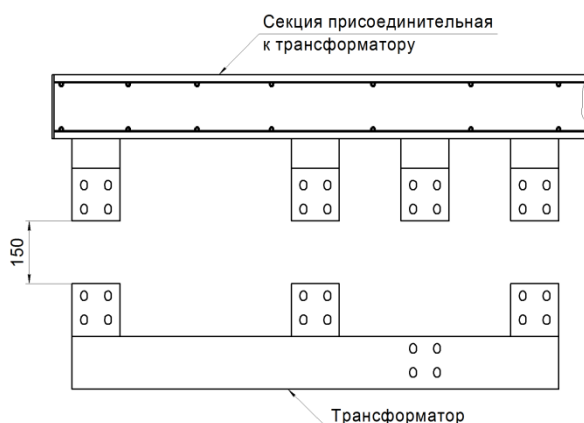 Секция присоединительная
к трансформатору
150
Трансформатор